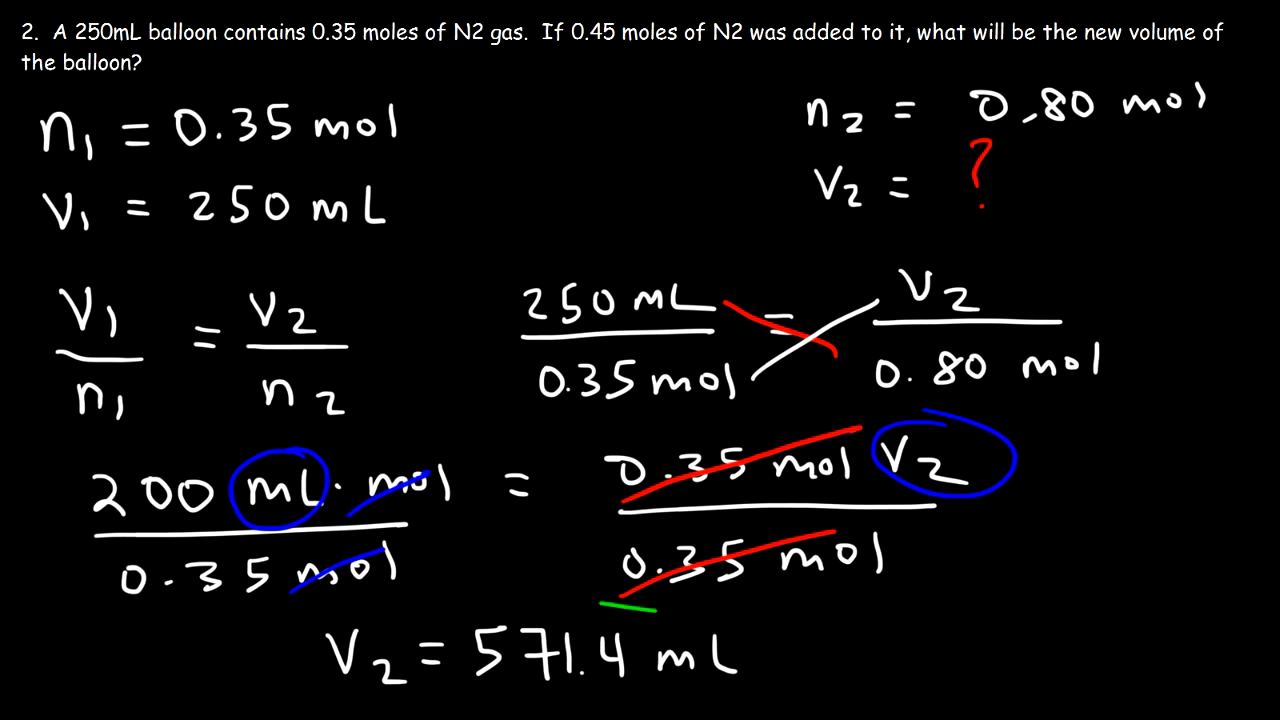 2. A 250mL balloon contains 0.35 moles of N2 gas. If 0.45 moles of N2 was added to it, what will be the new volume of
the balloon?
n₁ = 0.35 mol
n₂ = 0.80 mol
V₁ = 250 mL
V₂ = ?
V₁/n₁ = V₂/n₂
250 mL/0.35 mol = V₂/0.80 mol
200 mL · mol/0.35 mol = 0.35 mol V₂/0.35 mol
V₂ = 571.4 mL